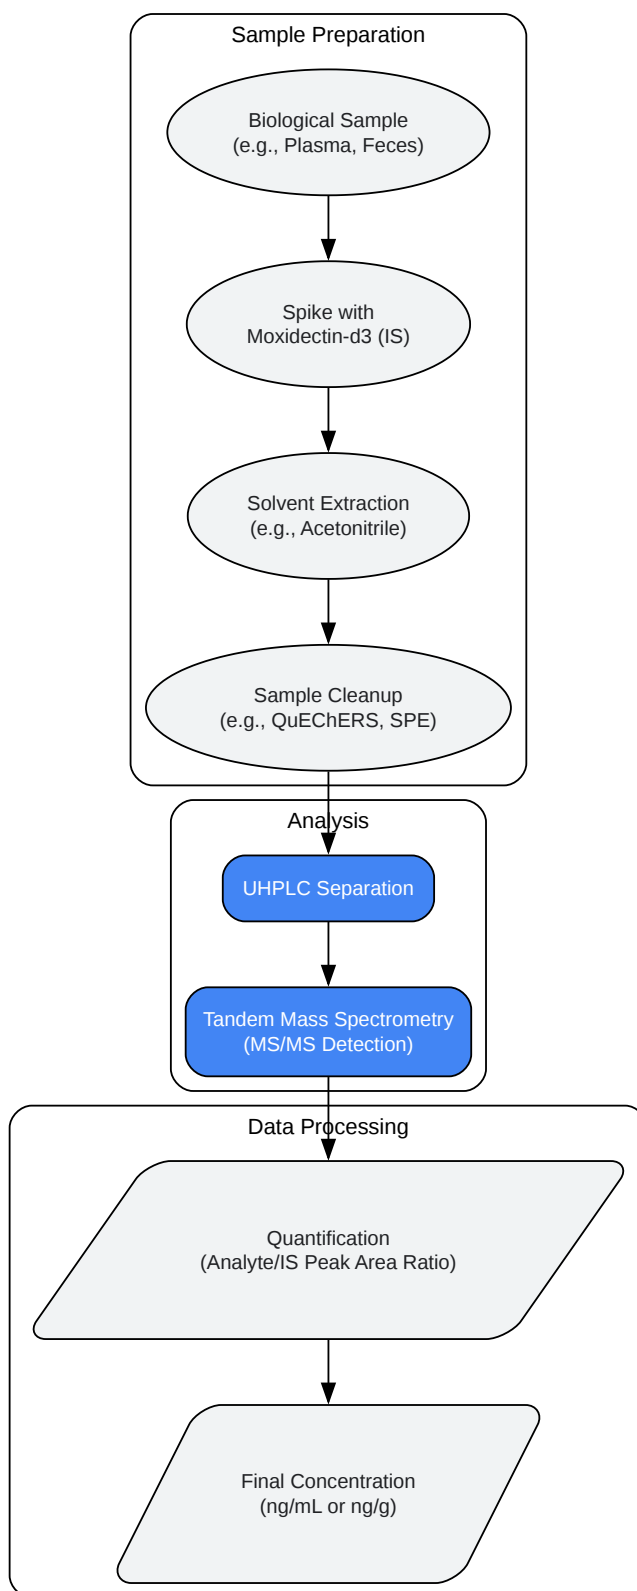 Sample Preparation
Biological Sample
(e.g., Plasma, Feces)
Spike with
Moxidectin-d3 (IS)
Solvent Extraction
(e.g., Acetonitrile)
Sample Cleanup
(e.g., QuEChERS, SPE)
Analysis
UHPLC Separation
Tandem Mass Spectrometry
(MS/MS Detection)
Data Processing
Quantification
(Analyte/IS Peak Area Ratio)
Final Concentration
(ng/mL or ng/g)